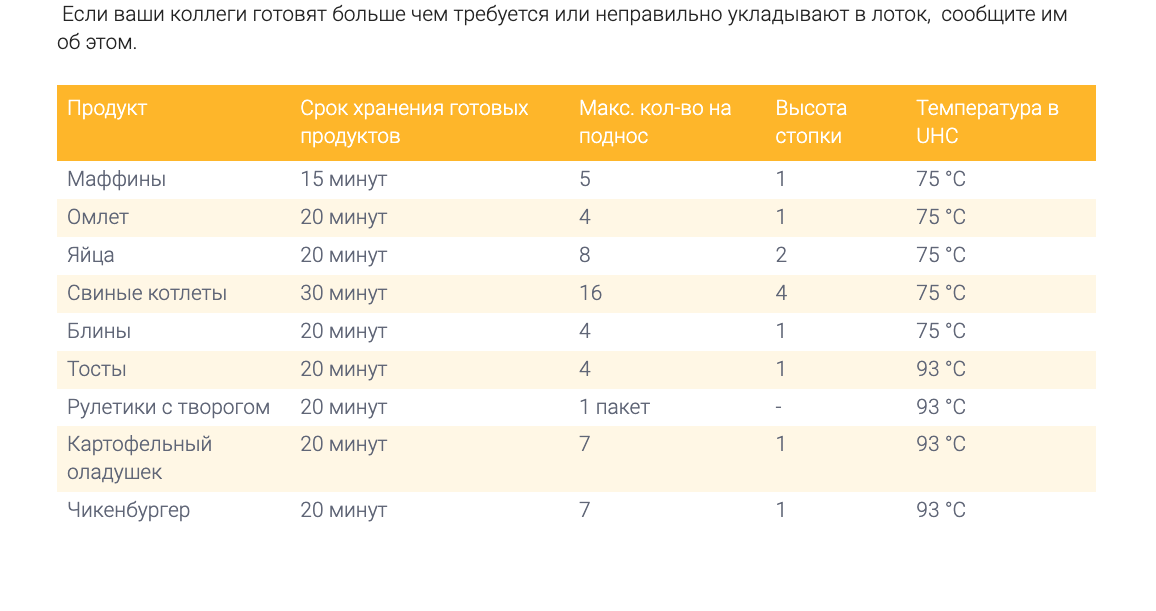 Если ваши коллеги готовят больше чем требуется или неправильно укладывают в лоток, сообщите им
об этом.
Продукт Срок хранения готовых продуктов Макс. кол-во на поднос Высота стопки Температура в UHC
Маффины 15 минут 5 1 75 °C
Омлет 20 минут 4 1 75 °C
Яйца 20 минут 8 2 75 °C
Свиные котлеты 30 минут 16 4 75 °C
Блины 20 минут 4 1 75 °C
Тосты 20 минут 4 1 93 °C
Рулетики с творогом 20 минут 1 пакет - 93 °C
Картофельный оладушек 20 минут 7 1 93 °C
Чикенбургер 20 минут 7 1 93 °C